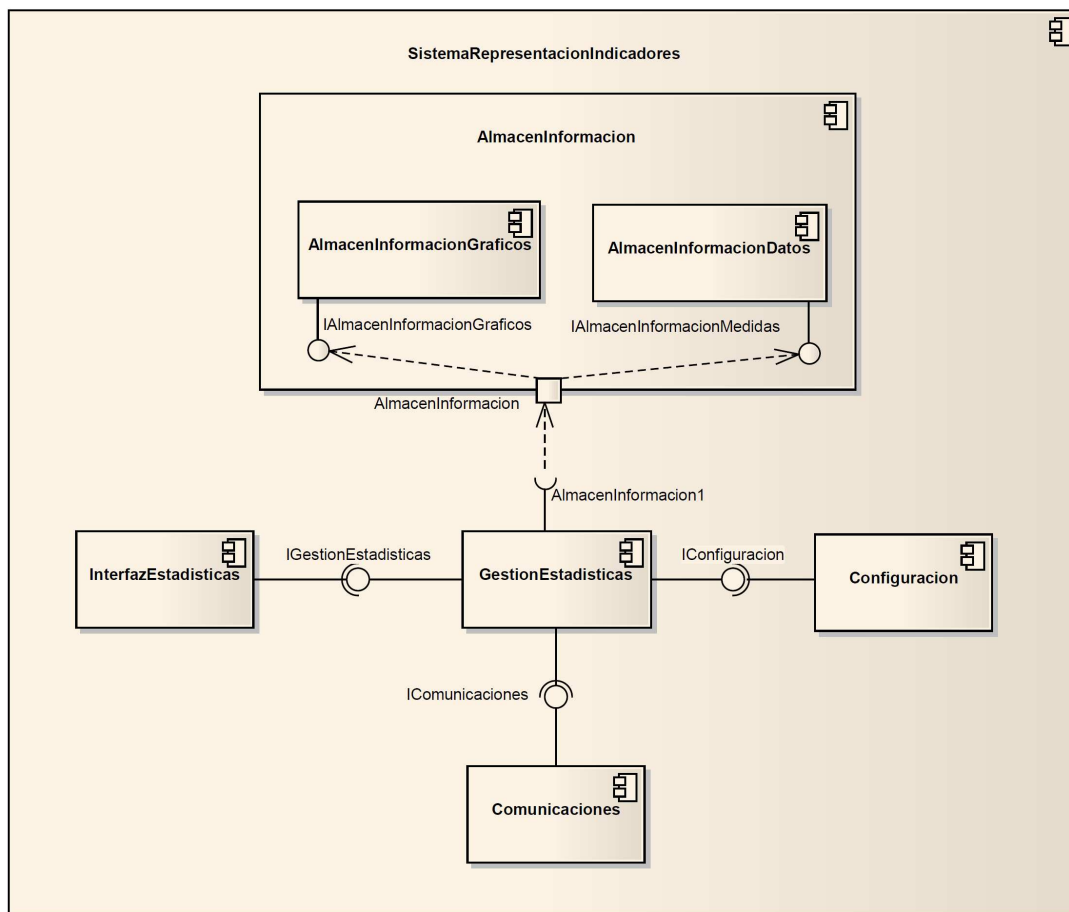 SistemaRepresentacionIndicadores
AlmacenInformacion
AlmacenInformacionGraficos
AlmacenInformacionDatos
IAlmacenInformacionGraficos
IAlmacenInformacionMedidas
AlmacenInformacion
AlmacenInformacion1
InterfazEstadisticas
IGestionEstadisticas
GestionEstadisticas
IConfiguracion
Configuracion
IComunicaciones
Comunicaciones